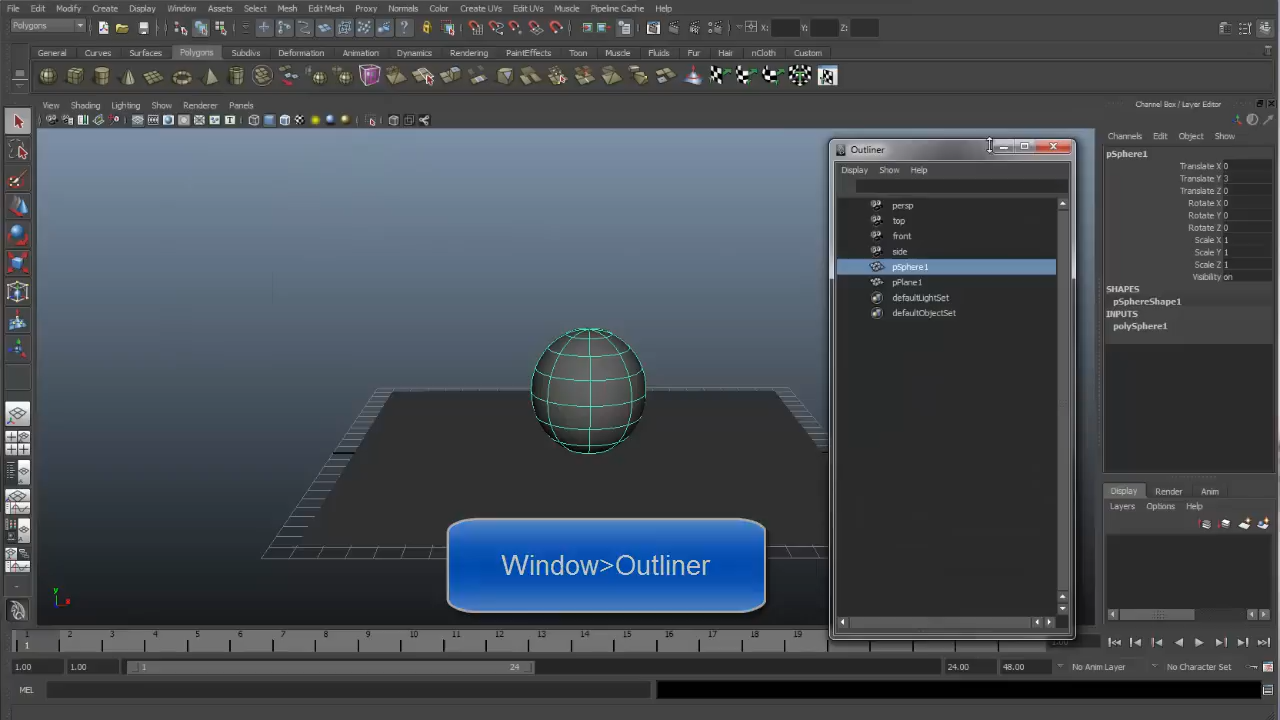 File Edit Modify Create Display Window Assets Select Mesh Edit Mesh Proxy Normals Color Create UVs Edit UVs Muscle Pipeline Cache Help
Polygons X: Y: Z:
General Curves Surfaces Polygons Subdivs Deformation Animation Dynamics Rendering PaintEffects Toon Muscle Fluids Fur Hair nCloth Custom
View Shading Lighting Show Renderer Panels
Channel Box / Layer Editor
Channels Edit Object Show
pSphere1
Translate X 0
Translate Y 3
Translate Z 0
Rotate X 0
Rotate Y 0
Rotate Z 0
Scale X 1
Scale Y 1
Scale Z 1
Visibility on
SHAPES
pSphereShape1
INPUTS
polySphere1
Outliner
Display Show Help
persp
top
front
side
pSphere1
pPlane1
defaultLightSet
defaultObjectSet
Window>Outliner
Display Render Anim
Layers Options Help
y
1 2 3 4 5 6 7 8 9 10 11 12 13 14 15 16 17 18 19
1 1.00
1.00 1.00 1 24 24.00 48.00 No Anim Layer No Character Set
MEL